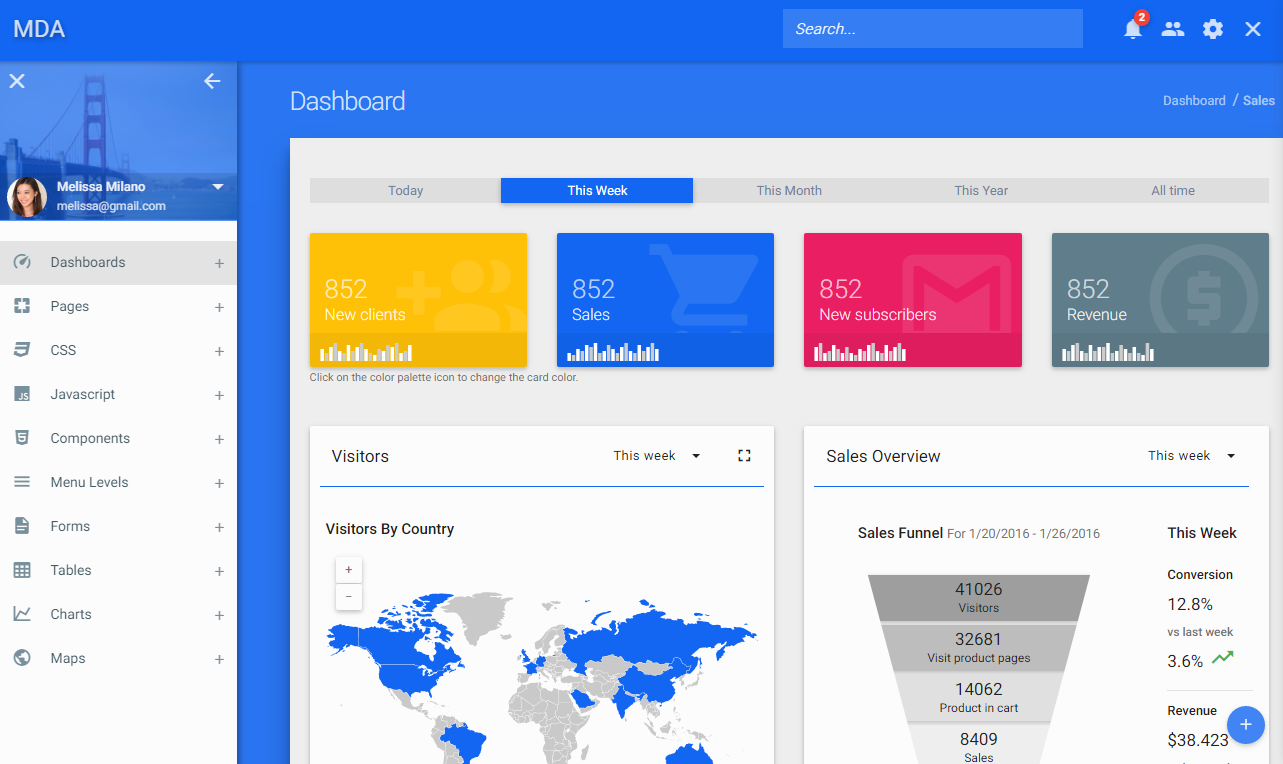 MDA
Search...
2
Melissa Milano
melissa@gmail.com
Dashboards +
Pages +
CSS +
Javascript +
Components +
Menu Levels +
Forms +
Tables +
Charts +
Maps +
Dashboard
Dashboard / Sales
Today This Week This Month This Year All time
852
New clients
852
Sales
852
New subscribers
852
Revenue
Click on the color palette icon to change the card color.
Visitors This week
Visitors By Country
+
−
Sales Overview This week
Sales Funnel For 1/20/2016 - 1/26/2016
41026
Visitors
32681
Visit product pages
14062
Product in cart
8409
Sales
This Week
Conversion
12.8%
vs last week
3.6%
Revenue
$38.423
+